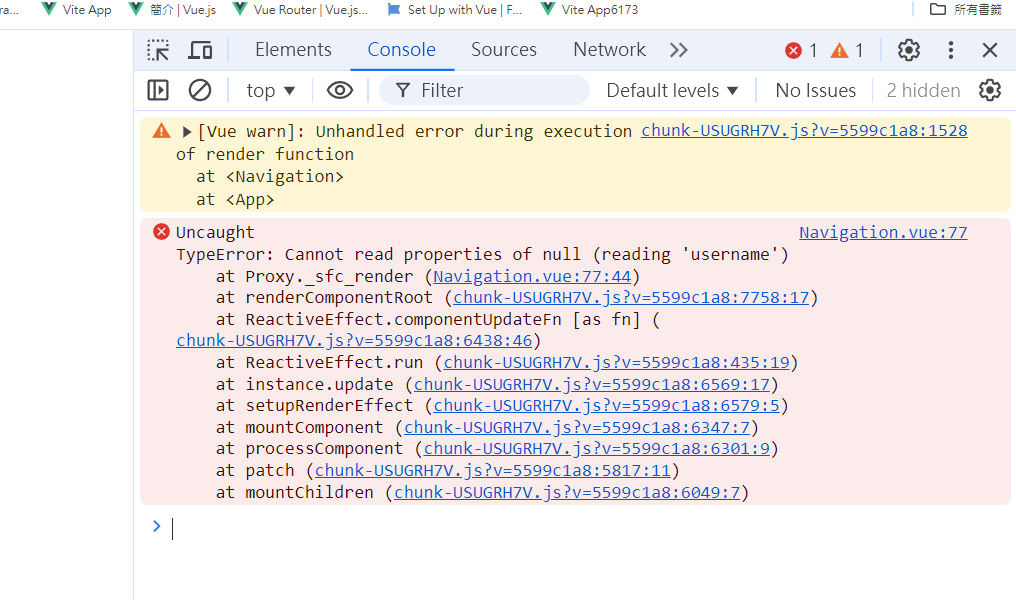 ra...
Vite App
簡介 | Vue.js
Vue Router | Vue.js...
Set Up with Vue | F...
Vite App6173
所有書籤
Elements
Console
Sources
Network
1
1
top ▼
Filter
Default levels ▼
No Issues
2 hidden
▶[Vue warn]: Unhandled error during execution chunk-USUGRH7V.js?v=5599c1a8:1528
of render function
at <Navigation>
at <App>
Uncaught Navigation.vue:77
TypeError: Cannot read properties of null (reading 'username')
at Proxy._sfc_render (Navigation.vue:77:44)
at renderComponentRoot (chunk-USUGRH7V.js?v=5599c1a8:7758:17)
at ReactiveEffect.componentUpdateFn [as fn] (
chunk-USUGRH7V.js?v=5599c1a8:6438:46)
at ReactiveEffect.run (chunk-USUGRH7V.js?v=5599c1a8:435:19)
at instance.update (chunk-USUGRH7V.js?v=5599c1a8:6569:17)
at setupRenderEffect (chunk-USUGRH7V.js?v=5599c1a8:6579:5)
at mountComponent (chunk-USUGRH7V.js?v=5599c1a8:6347:7)
at processComponent (chunk-USUGRH7V.js?v=5599c1a8:6301:9)
at patch (chunk-USUGRH7V.js?v=5599c1a8:5817:11)
at mountChildren (chunk-USUGRH7V.js?v=5599c1a8:6049:7)